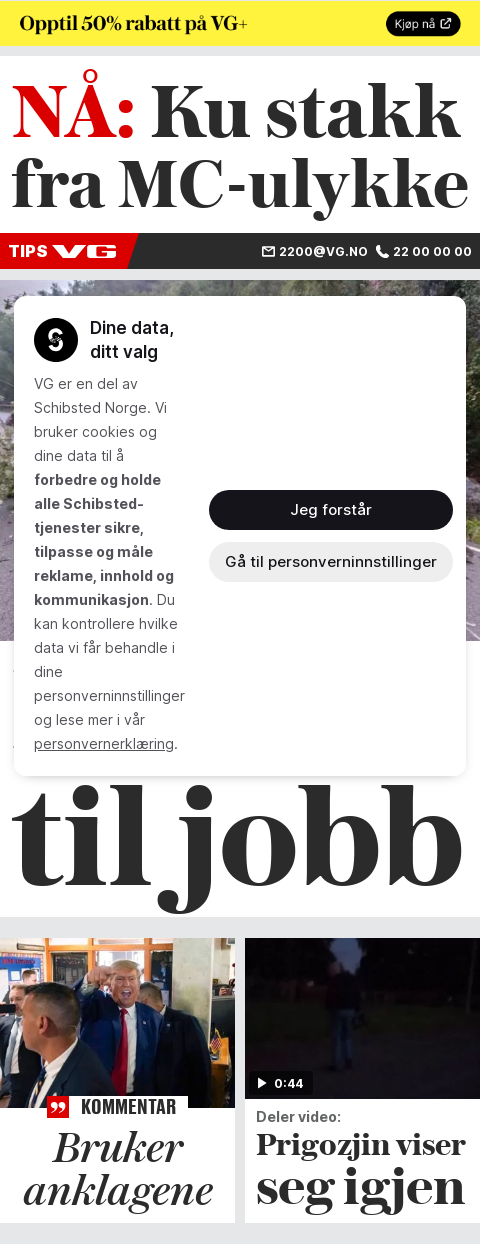 Opptil 50% rabatt på VG+
Kjøp nå
NÅ: Ku stakk
fra MC-ulykke
TIPS VG
2200@VG.NO 22 00 00 00
Dine data,
ditt valg
VG er en del av
Schibsted Norge. Vi
bruker cookies og
dine data til å
forbedre og holde
alle Schibsted-
tjenester sikre,
tilpasse og måle
reklame, innhold og
kommunikasjon. Du
kan kontrollere hvilke
data vi får behandle i
dine
personverninnstillinger
og lese mer i vår
personvernerklæring.
Jeg forstår
Gå til personverninnstillinger
til jobb
KOMMENTAR
Bruker
anklagene
0:44
Deler video:
Prigozjin viser
seg igjen